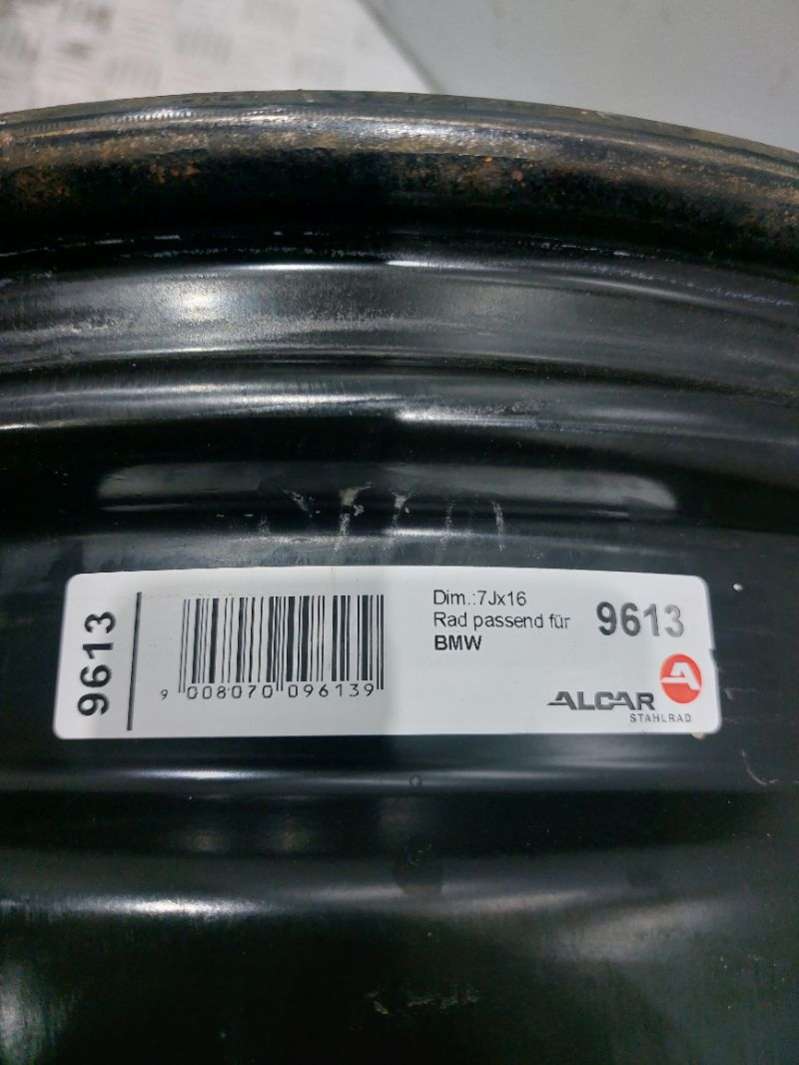 9613
9 008070 096139
Dim.:7Jx16
Rad passend für
BMW
9613
ALCAR
STAHLRAD